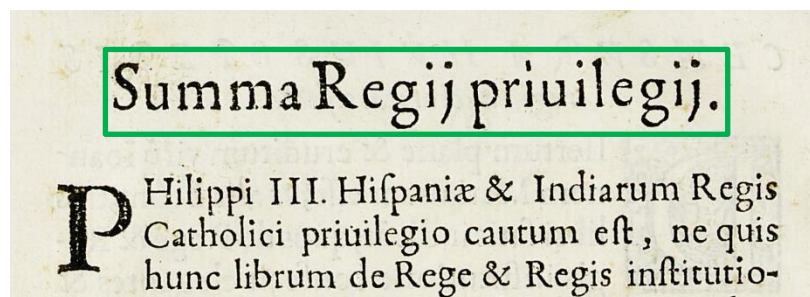 Summa Regij priuilegij.
PHilippi III. Hiſpaniæ & Indiarum Regis
Catholici priuilegio cautum eſt, ne quis
hunc librum de Rege & Regis inſtitutio-